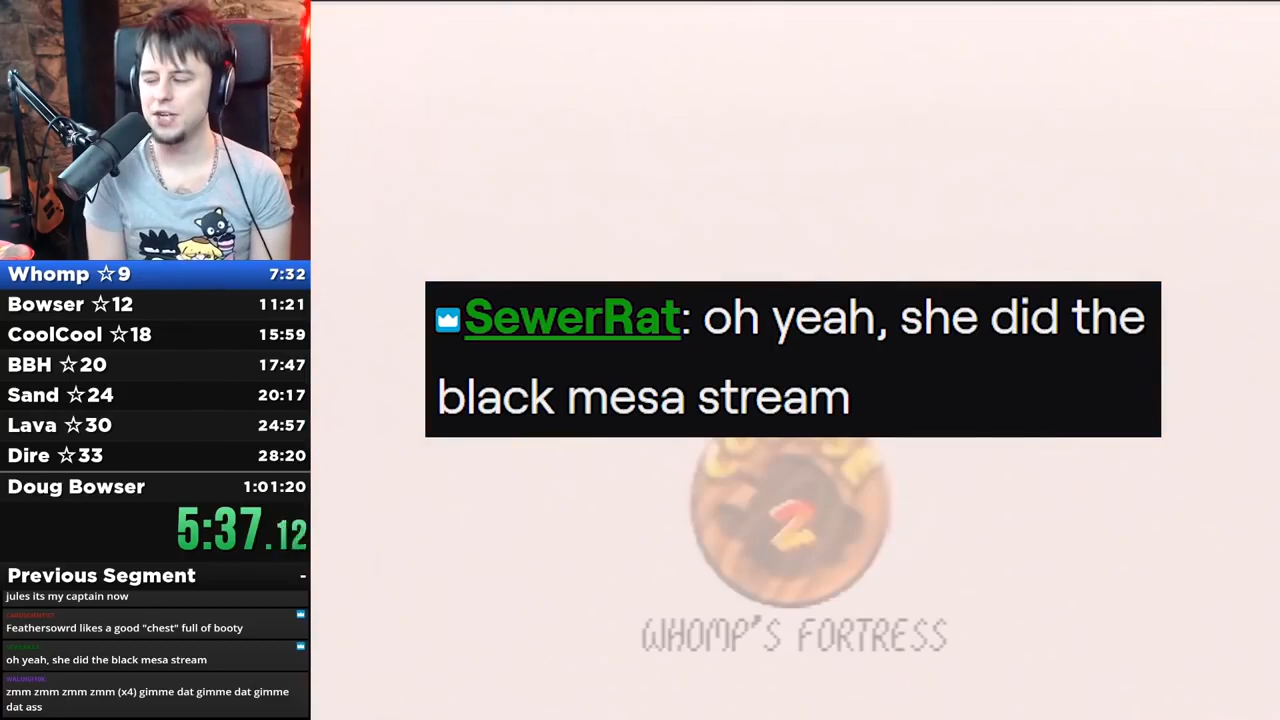 Whomp ☆9 7:32
Bowser ☆12 11:21
CoolCool ☆18 15:59
BBH ☆20 17:47
Sand ☆24 20:17
Lava ☆30 24:57
Dire ☆33 28:20
Doug Bowser 1:01:20
5:37.12
Previous Segment -
jules its my captain now
Feathersowrd likes a good "chest" full of booty
oh yeah, she did the black mesa stream
zmm zmm zmm zmm (x4) gimme dat gimme dat gimme
dat ass
SewerRat: oh yeah, she did the
black mesa stream
2
WHOMP'S FORTRESS